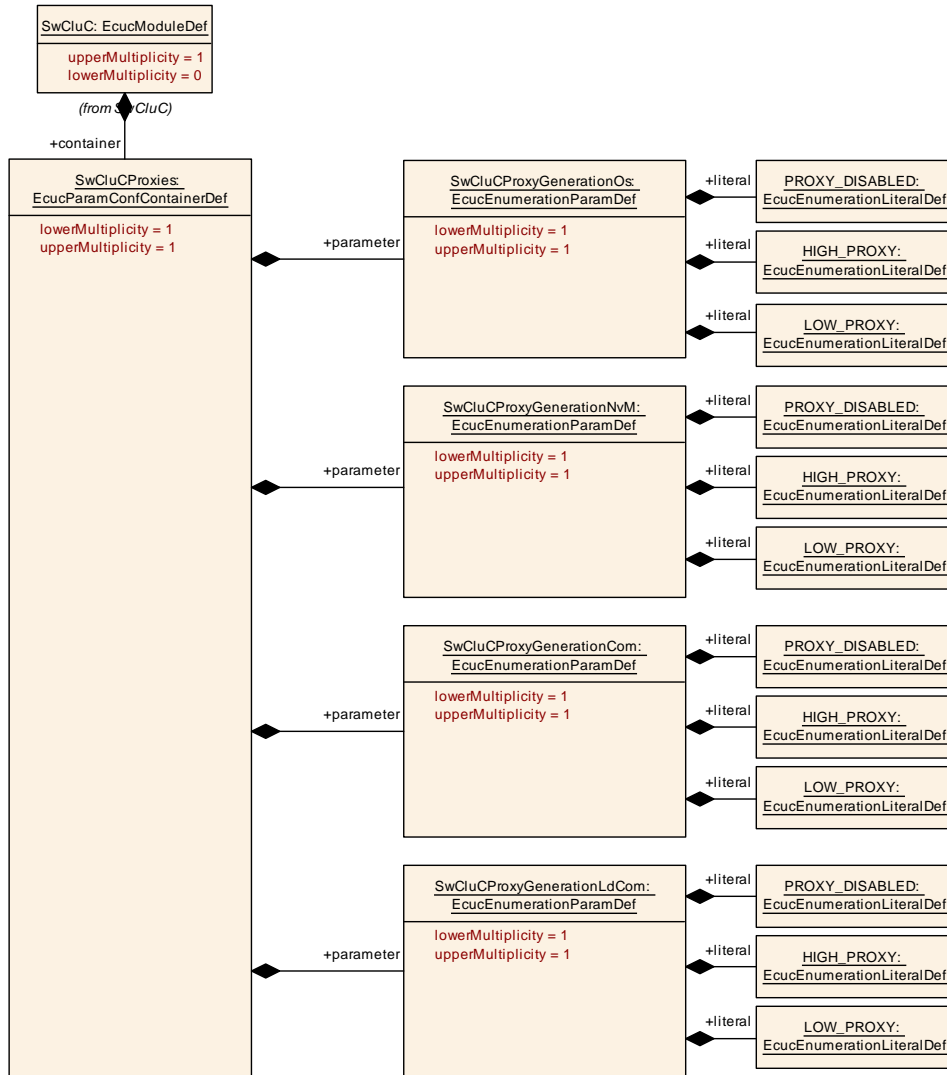 SwCluC: EcucModuleDef
upperMultiplicity = 1
lowerMultiplicity = 0
(from SwCluC)
+container
SwCluCProxies:
EcucParamConfContainerDef
lowerMultiplicity = 1
upperMultiplicity = 1
+parameter
SwCluCProxyGenerationOs:
EcucEnumerationParamDef
lowerMultiplicity = 1
upperMultiplicity = 1
+literal
PROXY_DISABLED:
EcucEnumerationLiteralDef
+literal
HIGH_PROXY:
EcucEnumerationLiteralDef
+literal
LOW_PROXY:
EcucEnumerationLiteralDef
+parameter
SwCluCProxyGenerationNvM:
EcucEnumerationParamDef
lowerMultiplicity = 1
upperMultiplicity = 1
+literal
PROXY_DISABLED:
EcucEnumerationLiteralDef
+literal
HIGH_PROXY:
EcucEnumerationLiteralDef
+literal
LOW_PROXY:
EcucEnumerationLiteralDef
+parameter
SwCluCProxyGenerationCom:
EcucEnumerationParamDef
lowerMultiplicity = 1
upperMultiplicity = 1
+literal
PROXY_DISABLED:
EcucEnumerationLiteralDef
+literal
HIGH_PROXY:
EcucEnumerationLiteralDef
+literal
LOW_PROXY:
EcucEnumerationLiteralDef
+parameter
SwCluCProxyGenerationLdCom:
EcucEnumerationParamDef
lowerMultiplicity = 1
upperMultiplicity = 1
+literal
PROXY_DISABLED:
EcucEnumerationLiteralDef
+literal
HIGH_PROXY:
EcucEnumerationLiteralDef
+literal
LOW_PROXY:
EcucEnumerationLiteralDef